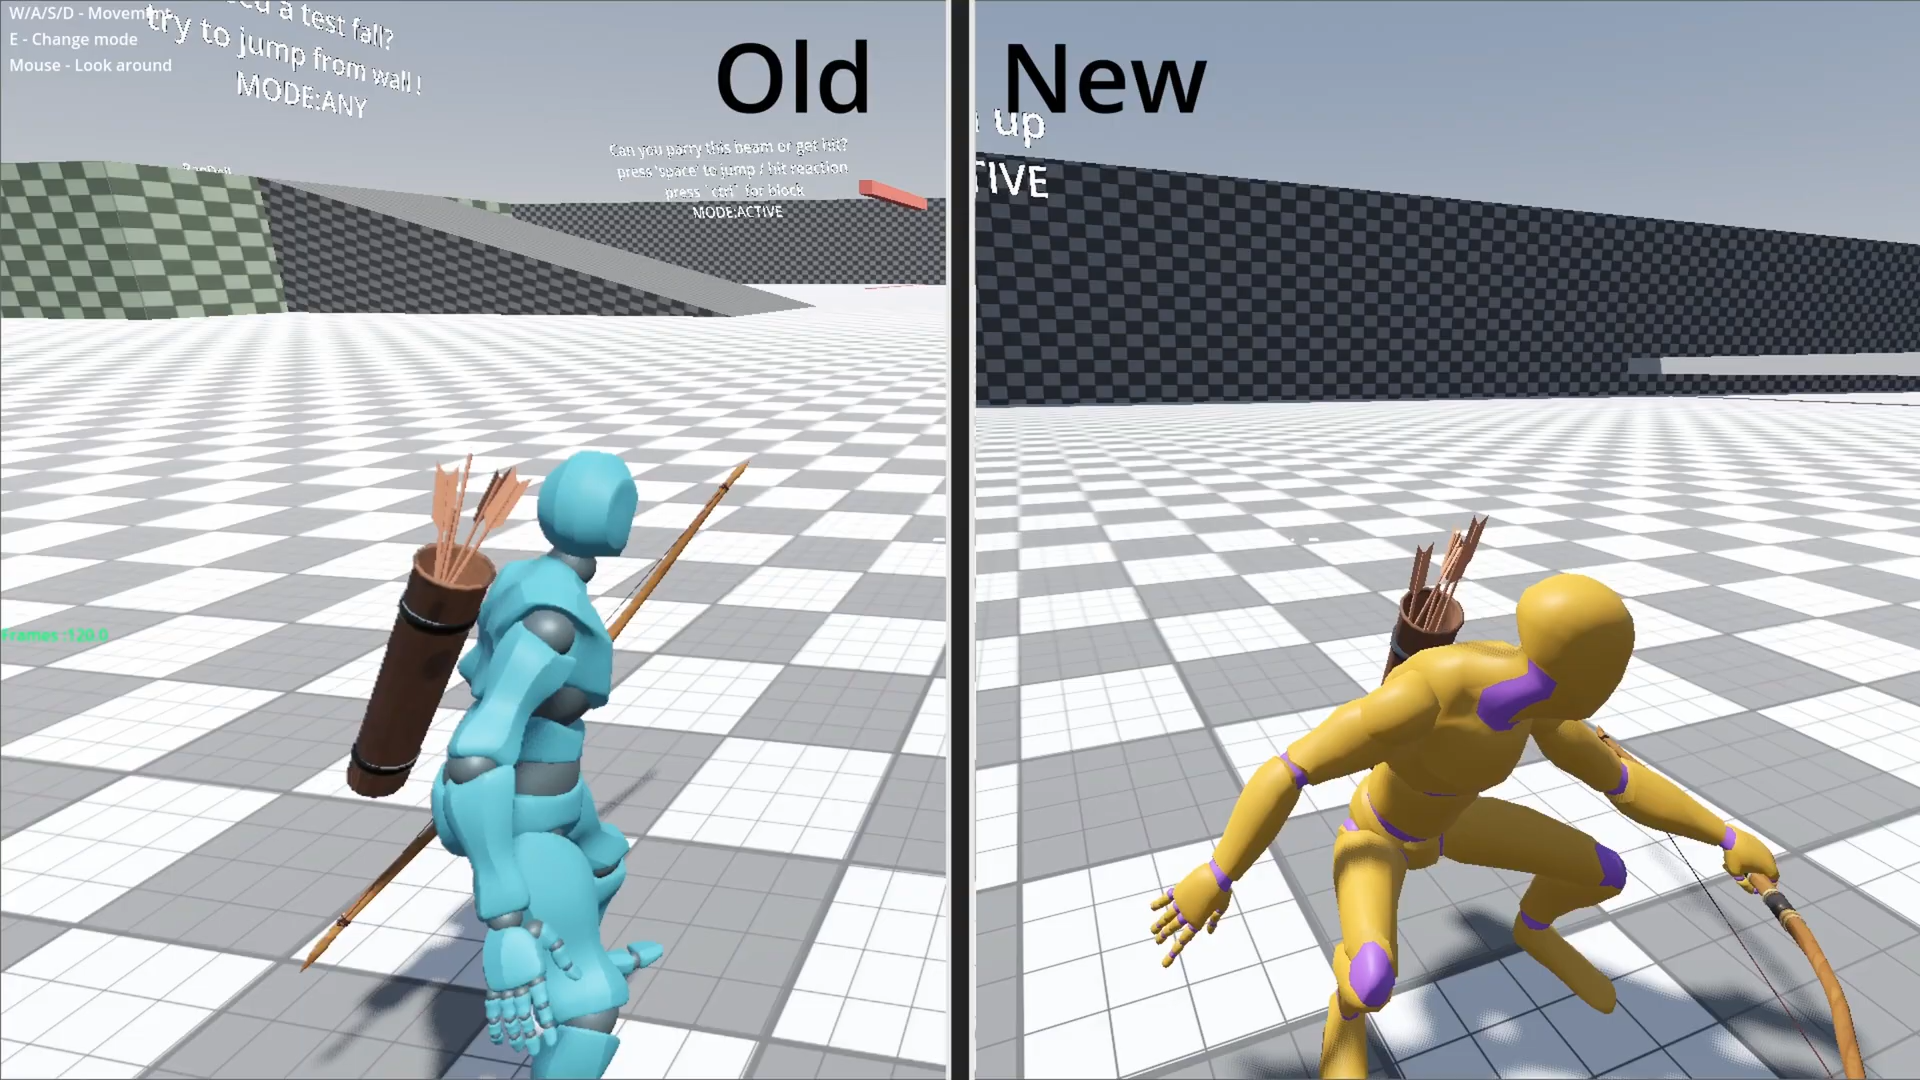 W/A/S/D - Movement
E - Change mode
Mouse - Look around
a test fall?
try to jump from wall !
MODE:ANY
Old
Can you parry this beam or get hit?
press 'space' to jump / hit reaction
press `ctrl` for block
MODE:ACTIVE
Frames :120.0
New
up
TIVE